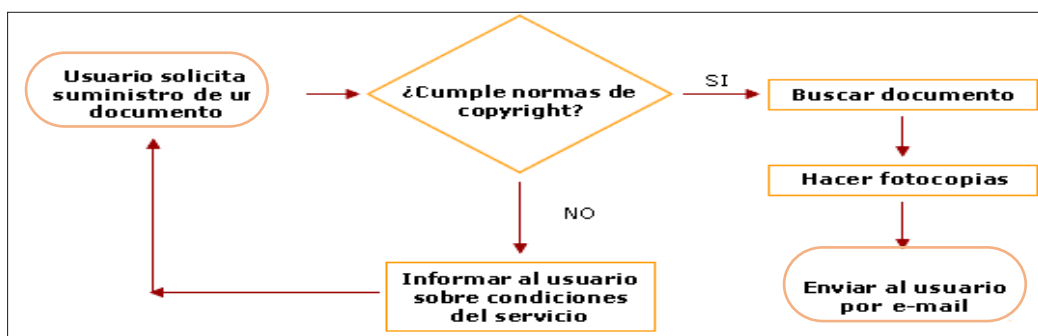 Usuario solicita
suministro de ur
documento
¿Cumple normas de
copyright?
SI
Buscar documento
Hacer fotocopias
NO
Informar al usuario
sobre condiciones
del servicio
Enviar al usuario
por e-mail